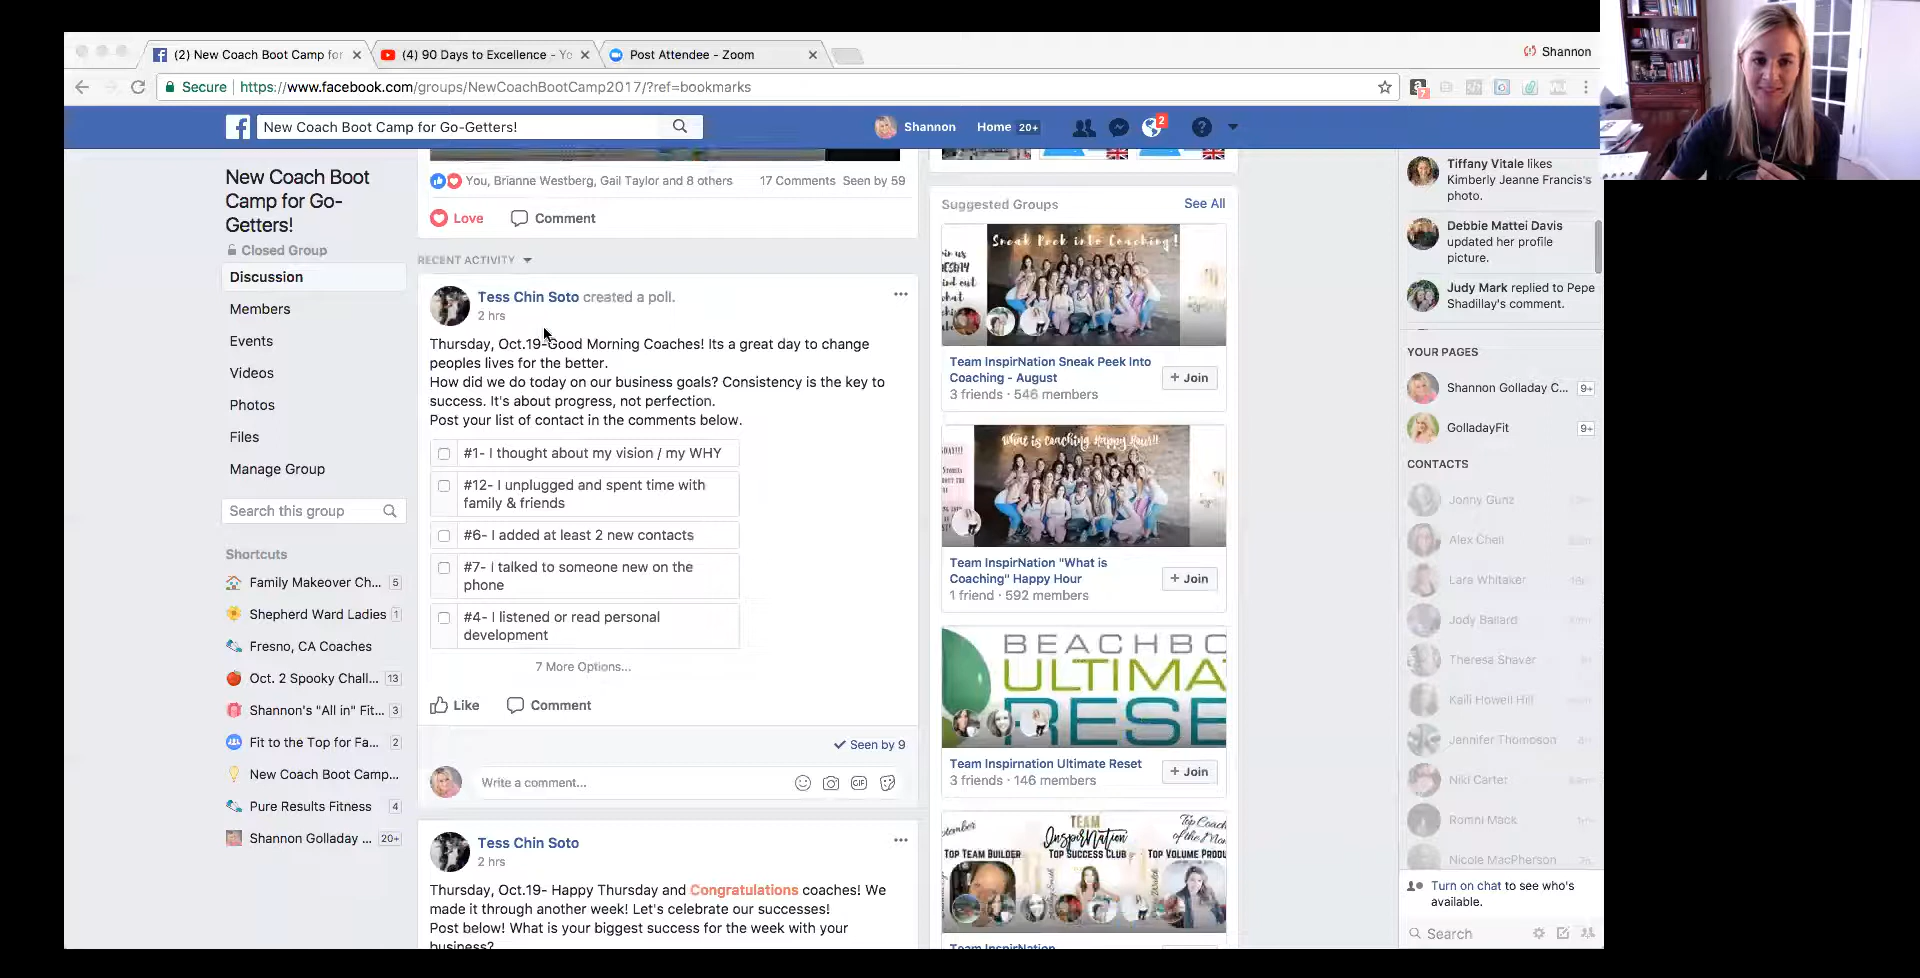 (2) New Coach Boot Camp for
(4) 90 Days to Excellence - Yo
Post Attendee - Zoom
Shannon
Secure
https://www.facebook.com/groups/NewCoachBootCamp2017/?ref=bookmarks
7
New Coach Boot Camp for Go-Getters!
Shannon
Home 20+
2
New Coach Boot
Camp for Go-
Getters!
Closed Group
Discussion
Members
Events
Videos
Photos
Files
Manage Group
Search this group
Shortcuts
Family Makeover Ch... 5
Shepherd Ward Ladies 1
Fresno, CA Coaches
Oct. 2 Spooky Chall... 13
Shannon's "All in" Fit... 3
Fit to the Top for Fa... 2
New Coach Boot Camp...
Pure Results Fitness 4
Shannon Golladay ... 20+
You, Brianne Westberg, Gail Taylor and 8 others
17 Comments Seen by 59
Love Comment
RECENT ACTIVITY
Tess Chin Soto created a poll.
2 hrs
Thursday, Oct.19-Good Morning Coaches! Its a great day to change
peoples lives for the better.
How did we do today on our business goals? Consistency is the key to
success. It's about progress, not perfection.
Post your list of contact in the comments below.
#1- I thought about my vision / my WHY
#12- I unplugged and spent time with
family & friends
#6- I added at least 2 new contacts
#7- I talked to someone new on the
phone
#4- I listened or read personal
development
7 More Options...
Like Comment
Seen by 9
Write a comment...
GIF
Tess Chin Soto
2 hrs
Thursday, Oct.19- Happy Thursday and Congratulations coaches! We
made it through another week! Let's celebrate our successes!
Post below! What is your biggest success for the week with your
business?
Suggested Groups
See All
Sneak Peek into Coaching!
Team InspirNation Sneak Peek Into
Coaching - August
3 friends · 546 members
+ Join
What is Coaching Happy Hour!!
Team InspirNation "What is
Coaching" Happy Hour
1 friend · 592 members
+ Join
BEACHBO
ULTIMA
RESE
Team Inspirnation Ultimate Reset
3 friends · 146 members
+ Join
TEAM
InspirNation
Top Coach
of the Mo
TOP TEAM BUILDER
TOP SUCCESS CLUB
TOP VOLUME PRODU
Team InspirNation
Tiffany Vitale likes
Kimberly Jeanne Francis's
photo.
Debbie Mattei Davis
updated her profile
picture.
Judy Mark replied to Pepe
Shadillay's comment.
YOUR PAGES
Shannon Golladay C... 9+
GolladayFit 9+
CONTACTS
Jonny Gunz
Alex Chell
Lara Whitaker
Jody Ballard
Theresa Shaver
Kaili Howell Hill
Jennifer Thompson
Niki Carter
Romni Mack
Nicole MacPherson
Turn on chat to see who's
available.
Search